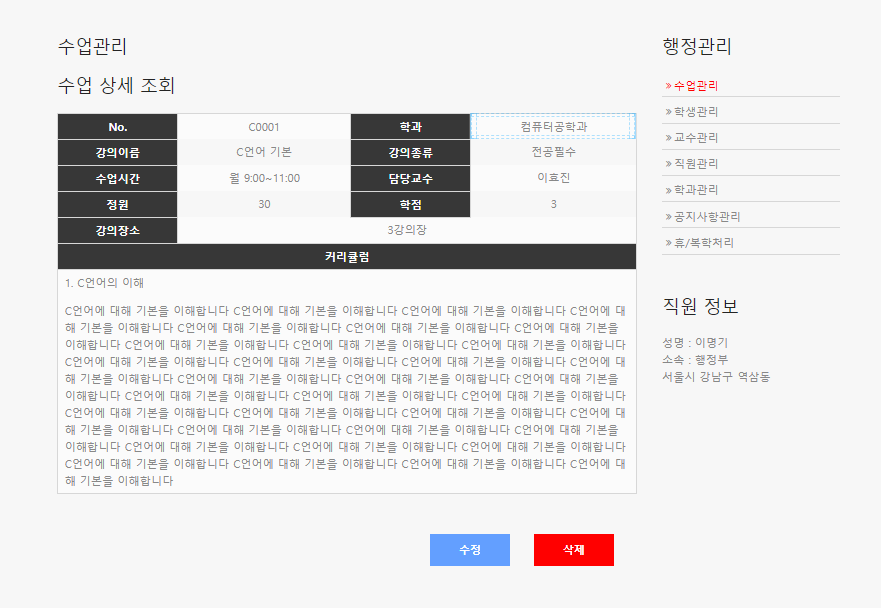 수업관리
수업 상세 조회
No. C0001 학과 컴퓨터공학과
강의이름 C언어 기본 강의종류 전공필수
수업시간 월 9:00~11:00 담당교수 이효진
정원 30 학점 3
강의장소 3강의장
커리큘럼
1. C언어의 이해
C언어에 대해 기본을 이해합니다 C언어에 대해 기본을 이해합니다 C언어에 대해 기본을 이해합니다 C언어에 대
해 기본을 이해합니다 C언어에 대해 기본을 이해합니다 C언어에 대해 기본을 이해합니다 C언어에 대해 기본을
이해합니다 C언어에 대해 기본을 이해합니다 C언어에 대해 기본을 이해합니다 C언어에 대해 기본을 이해합니다
C언어에 대해 기본을 이해합니다 C언어에 대해 기본을 이해합니다 C언어에 대해 기본을 이해합니다 C언어에 대
해 기본을 이해합니다 C언어에 대해 기본을 이해합니다 C언어에 대해 기본을 이해합니다 C언어에 대해 기본을
이해합니다 C언어에 대해 기본을 이해합니다 C언어에 대해 기본을 이해합니다 C언어에 대해 기본을 이해합니다
C언어에 대해 기본을 이해합니다 C언어에 대해 기본을 이해합니다 C언어에 대해 기본을 이해합니다 C언어에 대
해 기본을 이해합니다 C언어에 대해 기본을 이해합니다 C언어에 대해 기본을 이해합니다 C언어에 대해 기본을
이해합니다 C언어에 대해 기본을 이해합니다 C언어에 대해 기본을 이해합니다 C언어에 대해 기본을 이해합니다
C언어에 대해 기본을 이해합니다 C언어에 대해 기본을 이해합니다 C언어에 대해 기본을 이해합니다 C언어에 대
해 기본을 이해합니다
수정 삭제
행정관리
» 수업관리
» 학생관리
» 교수관리
» 직원관리
» 학과관리
» 공지사항관리
» 휴/복학처리
직원 정보
성명 : 이명기
소속 : 행정부
서울시 강남구 역삼동